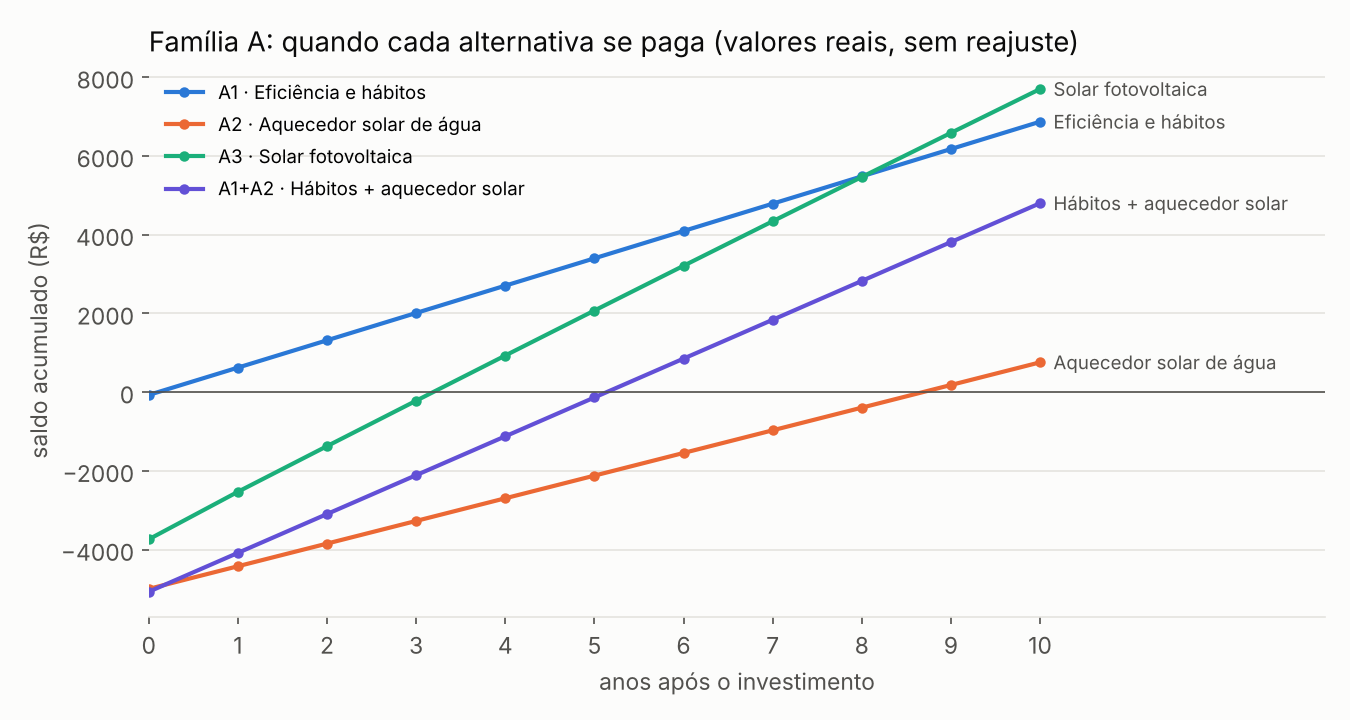 Família A: quando cada alternativa se paga (valores reais, sem reajuste)
A1 · Eficiência e hábitos
A2 · Aquecedor solar de água
A3 · Solar fotovoltaica
A1+A2 · Hábitos + aquecedor solar
Solar fotovoltaica
Eficiência e hábitos
Hábitos + aquecedor solar
Aquecedor solar de água
saldo acumulado (R$)
8000
6000
4000
2000
0
−2000
−4000
0 1 2 3 4 5 6 7 8 9 10
anos após o investimento